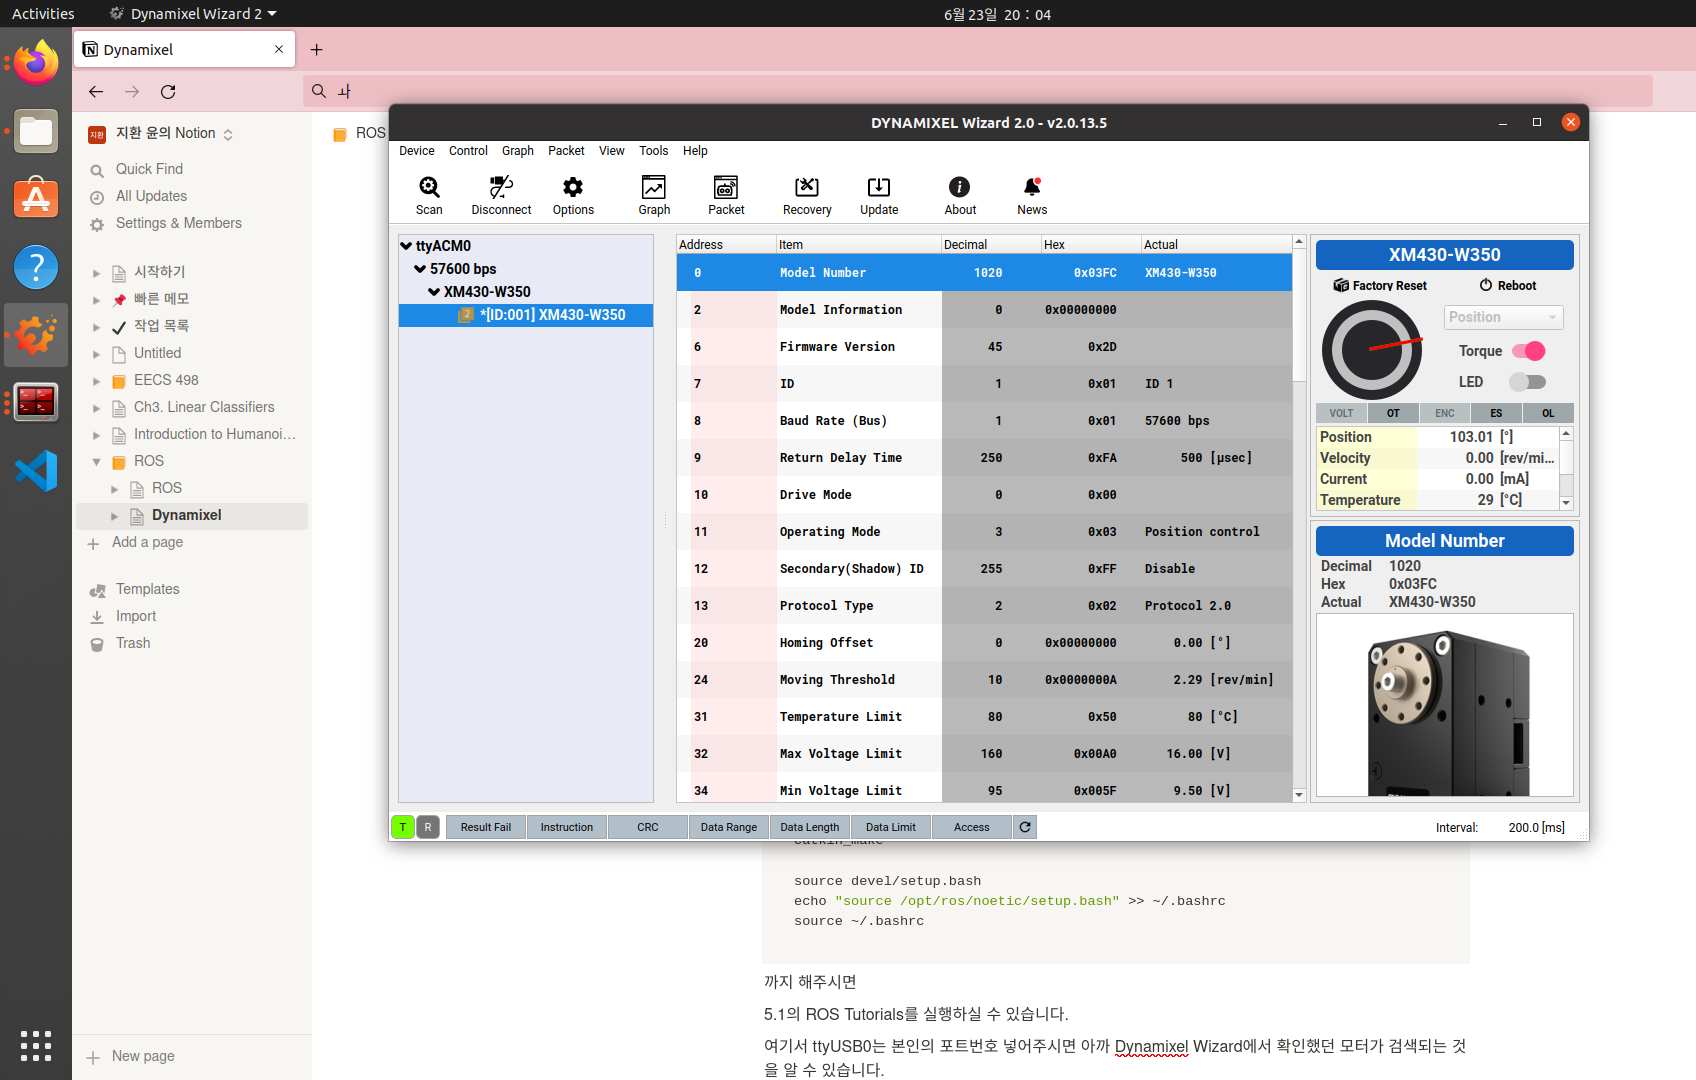 Activities
Dynamixel Wizard 2
6월 23일 20 : 04
Dynamixel
나
지환 지환 윤의 Notion
Quick Find
All Updates
Settings & Members
시작하기
빠른 메모
작업 목록
Untitled
EECS 498
Ch3. Linear Classifiers
Introduction to Humanoi...
ROS
ROS
Dynamixel
Add a page
Templates
Import
Trash
New page
ROS
DYNAMIXEL Wizard 2.0 - v2.0.13.5
Device Control Graph Packet View Tools Help
Scan Disconnect Options Graph Packet Recovery Update About News
ttyACM0
57600 bps
XM430-W350
2 *[ID:001] XM430-W350
Address Item Decimal Hex Actual
0 Model Number 1020 0x03FC XM430-W350
2 Model Information 0 0x00000000
6 Firmware Version 45 0x2D
7 ID 1 0x01 ID 1
8 Baud Rate (Bus) 1 0x01 57600 bps
9 Return Delay Time 250 0xFA 500 [μsec]
10 Drive Mode 0 0x00
11 Operating Mode 3 0x03 Position control
12 Secondary(Shadow) ID 255 0xFF Disable
13 Protocol Type 2 0x02 Protocol 2.0
20 Homing Offset 0 0x00000000 0.00 [°]
24 Moving Threshold 10 0x0000000A 2.29 [rev/min]
31 Temperature Limit 80 0x50 80 [°C]
32 Max Voltage Limit 160 0x00A0 16.00 [V]
34 Min Voltage Limit 95 0x005F 9.50 [V]
XM430-W350
Factory Reset Reboot
Position
Torque
LED
VOLT OT ENC ES OL
Position 103.01 [°]
Velocity 0.00 [rev/mi...
Current 0.00 [mA]
Temperature 29 [°C]
Model Number
Decimal 1020
Hex 0x03FC
Actual XM430-W350
T R Result Fail Instruction CRC Data Range Data Length Data Limit Access
Interval: 200.0 [ms]
catkin_make
source devel/setup.bash
echo "source /opt/ros/noetic/setup.bash" >> ~/.bashrc
source ~/.bashrc
까지 해주시면
5.1의 ROS Tutorials를 실행하실 수 있습니다.
여기서 ttyUSB0는 본인의 포트번호 넣어주시면 아까 Dynamixel Wizard에서 확인했던 모터가 검색되는 것
을 알 수 있습니다.